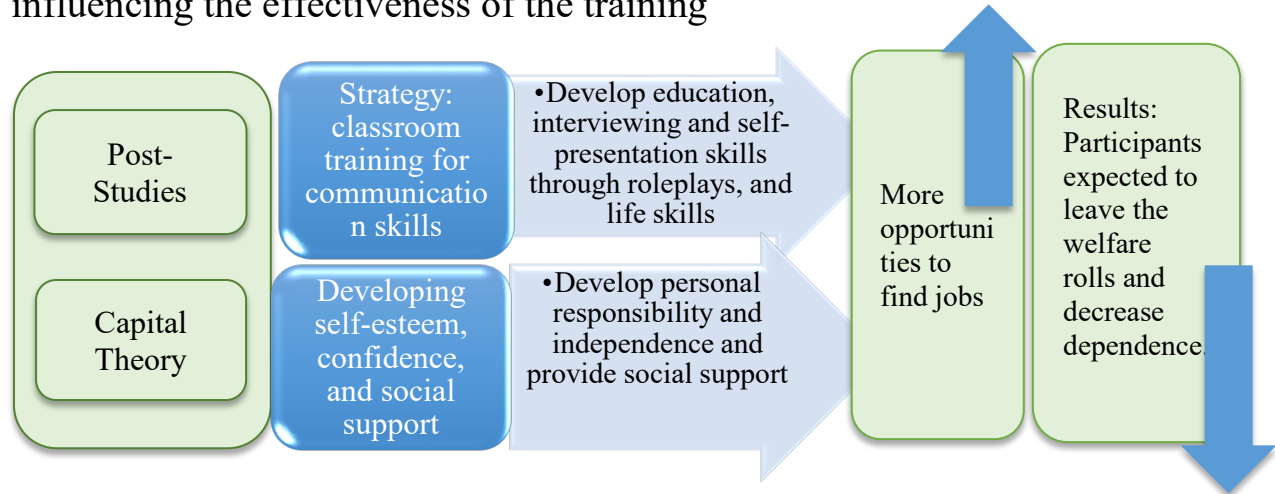 influencing the effectiveness of the training
Post-
Studies
Capital
Theory
Strategy:
classroom
training for
communicatio
n skills
Developing
self-esteem,
confidence,
and social
support
•Develop education,
interviewing and self-
presentation skills
through roleplays, and
life skills
•Develop personal
responsibility and
independence and
provide social support
More
opportuni
ties to
find jobs
Results:
Participants
expected to
leave the
welfare
rolls and
decrease
dependence.